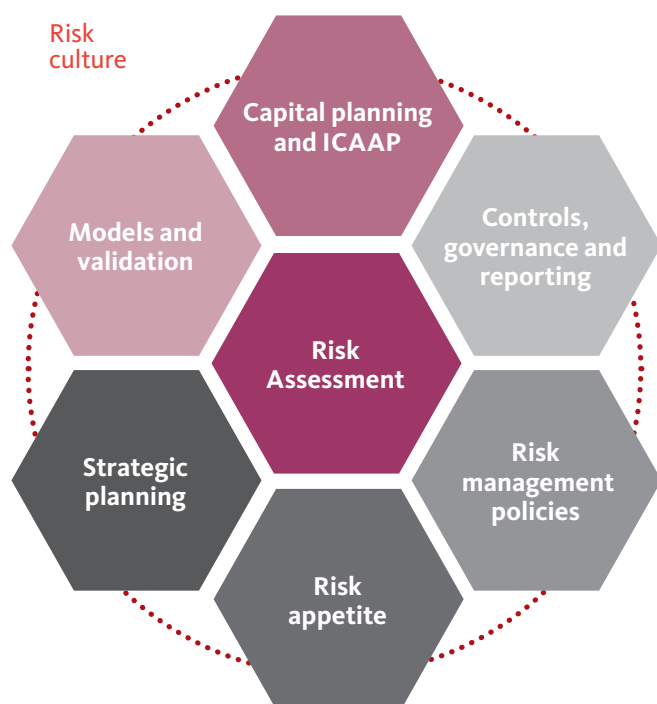 Risk
culture
Capital planning
and ICAAP
Models and
validation
Controls,
governance and
reporting
Risk
Assessment
Strategic
planning
Risk
management
policies
Risk
appetite